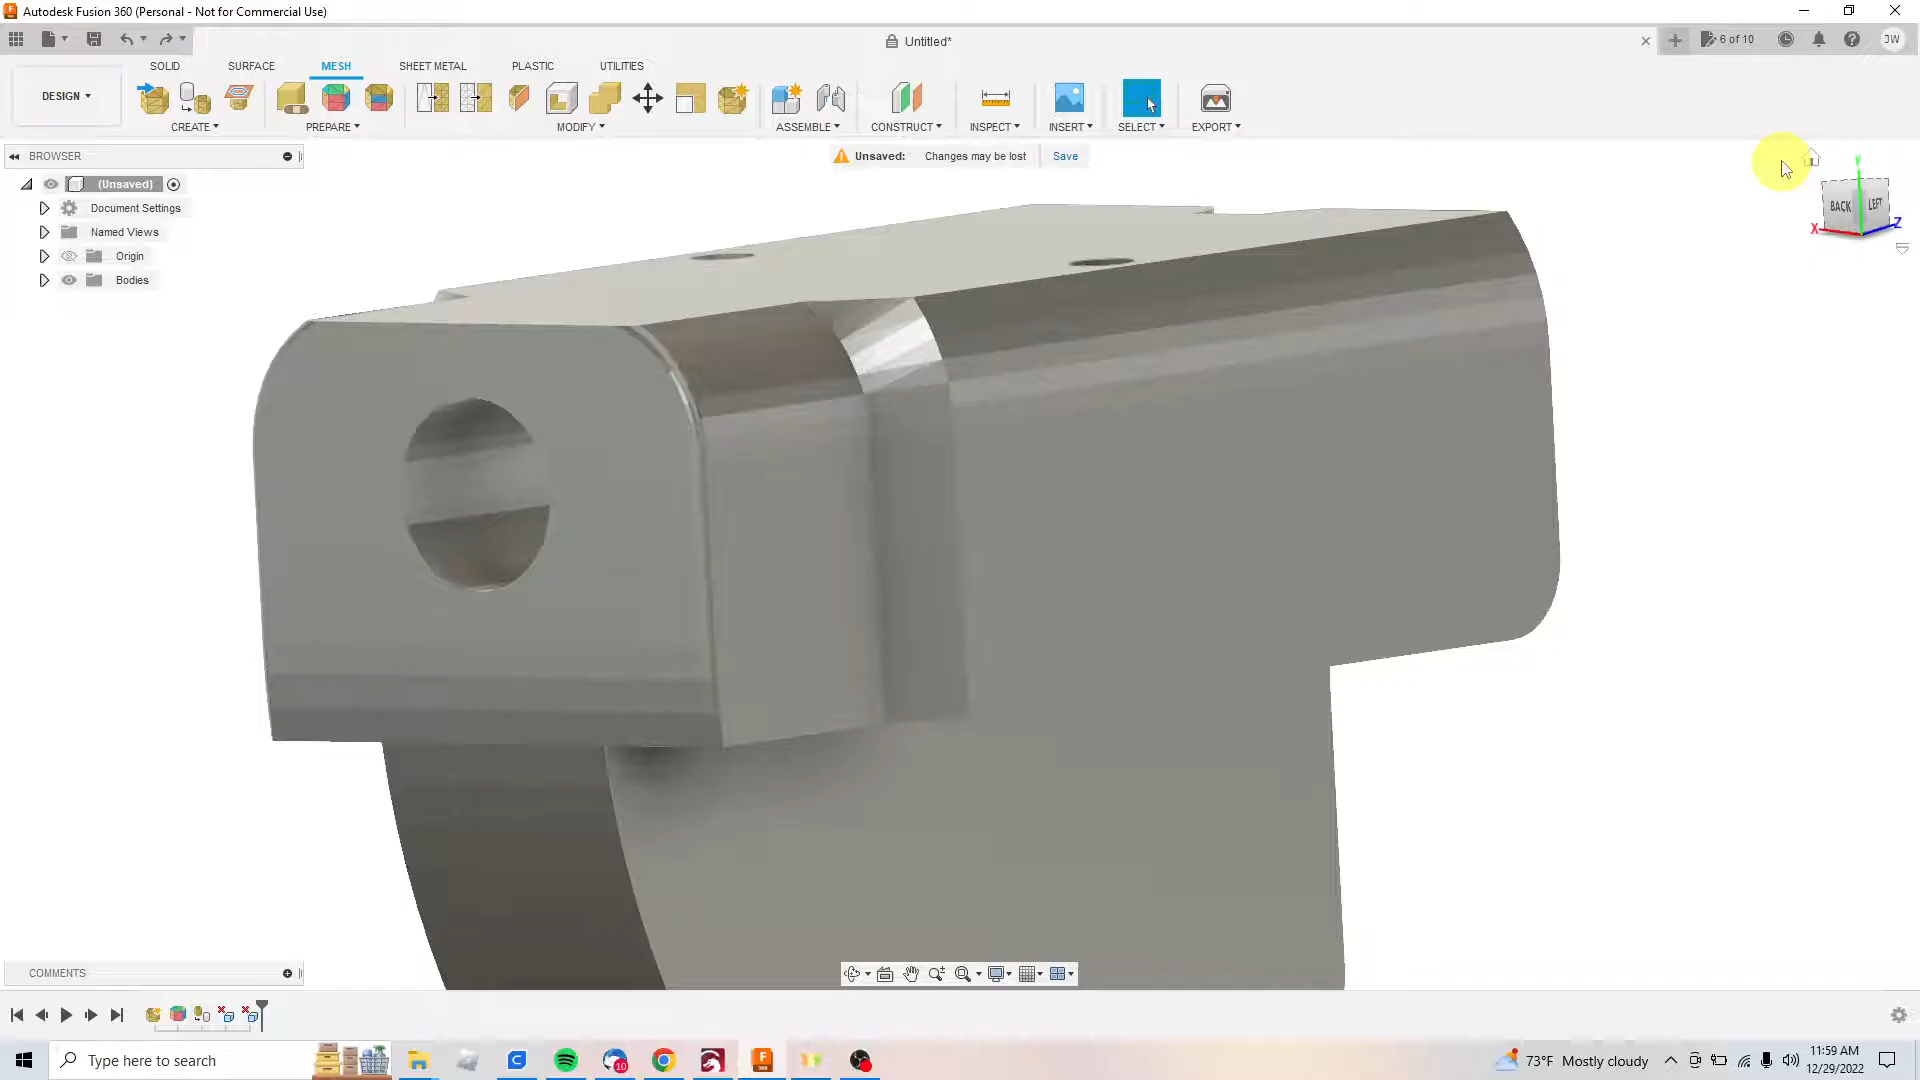 Autodesk Fusion 360 (Personal - Not for Commercial Use)
Untitled*
6 of 10
JW
DESIGN
SOLID
SURFACE
MESH
SHEET METAL
PLASTIC
UTILITIES
CREATE
PREPARE
MODIFY
ASSEMBLE
CONSTRUCT
INSPECT
INSERT
SELECT
EXPORT
BROWSER
Unsaved: Changes may be lost Save
(Unsaved)
Document Settings
Named Views
Origin
Bodies
Y
BACK
LEFT
X
Z
COMMENTS
Type here to search
10
F
360
73°F Mostly cloudy
11:59 AM
12/29/2022